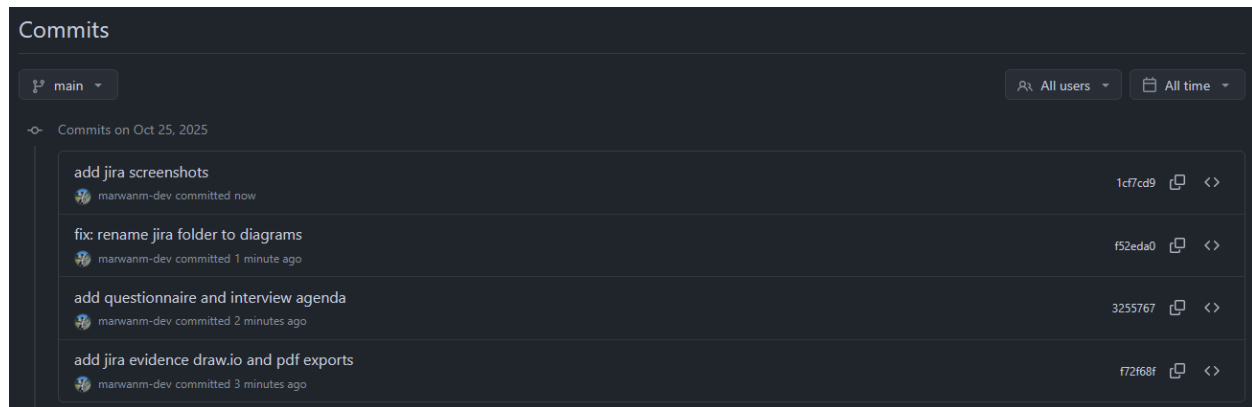 Commits
main
All users
All time
Commits on Oct 25, 2025
add jira screenshots
marwanm-dev committed now
1cf7cd9
fix: rename jira folder to diagrams
marwanm-dev committed 1 minute ago
f52eda0
add questionnaire and interview agenda
marwanm-dev committed 2 minutes ago
3255767
add jira evidence draw.io and pdf exports
marwanm-dev committed 3 minutes ago
f72f68f